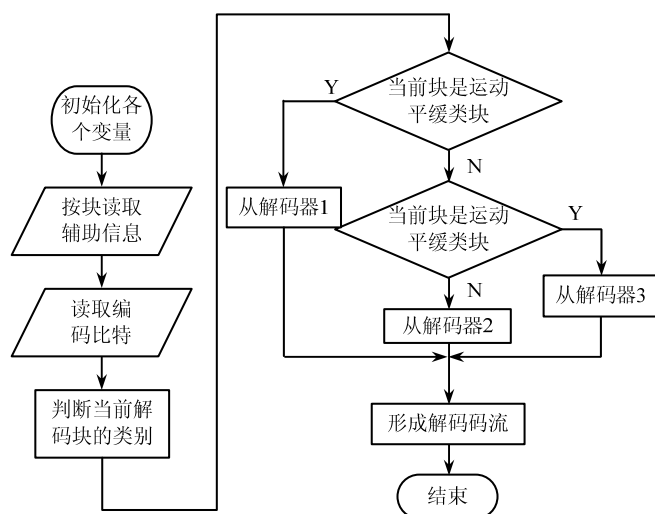 初始化各
个变量
按块读取
辅助信息
读取编
码比特
判断当前解
码块的类别
当前块是运动
平缓类块
Y
N
从解码器1
当前块是运动
平缓类块
Y
N
从解码器3
从解码器2
形成解码码流
结束